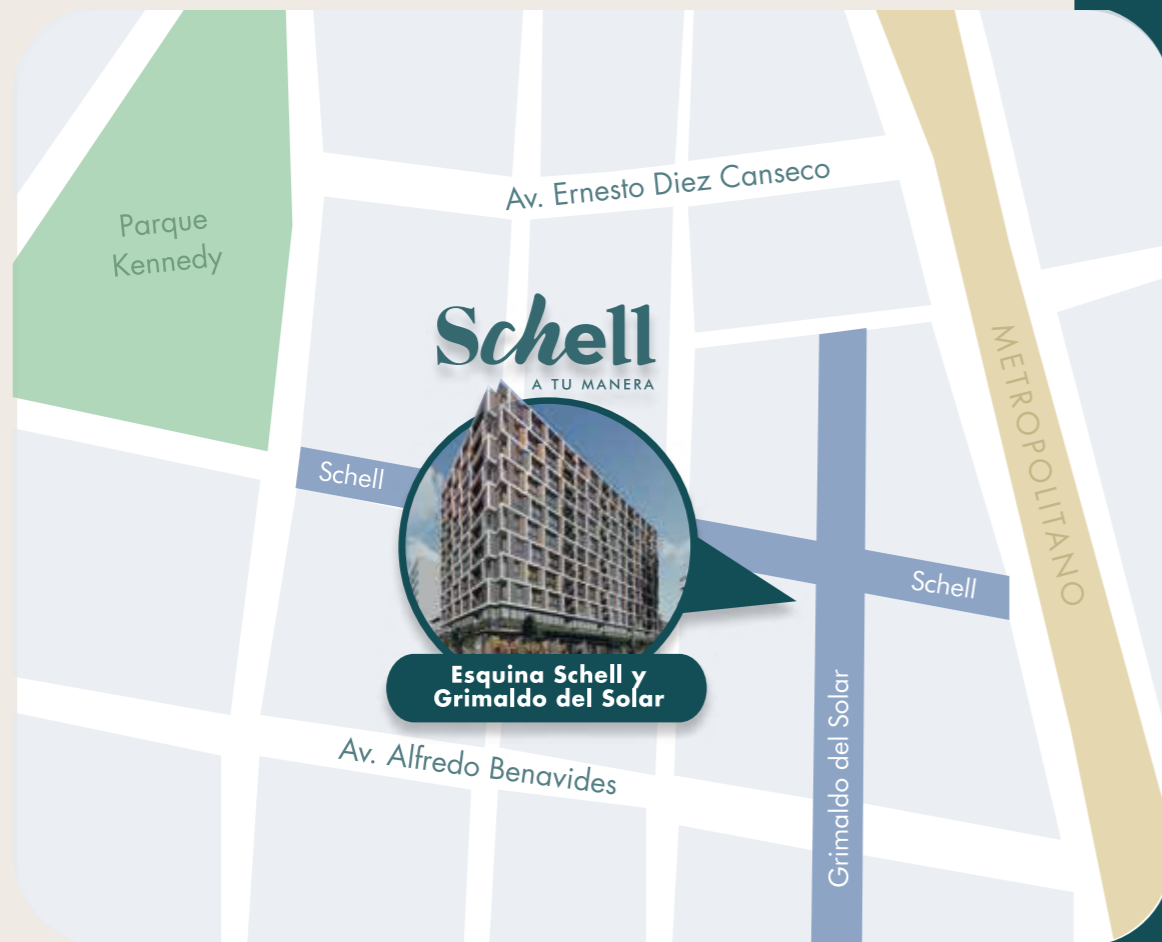 Av. Ernesto Diez Canseco
Parque
Kennedy
Schell
A TU MANERA
METROPOLITANO
Schell
Schell
Esquina Schell y
Grimaldo del Solar
Grimaldo del Solar
Av. Alfredo Benavides